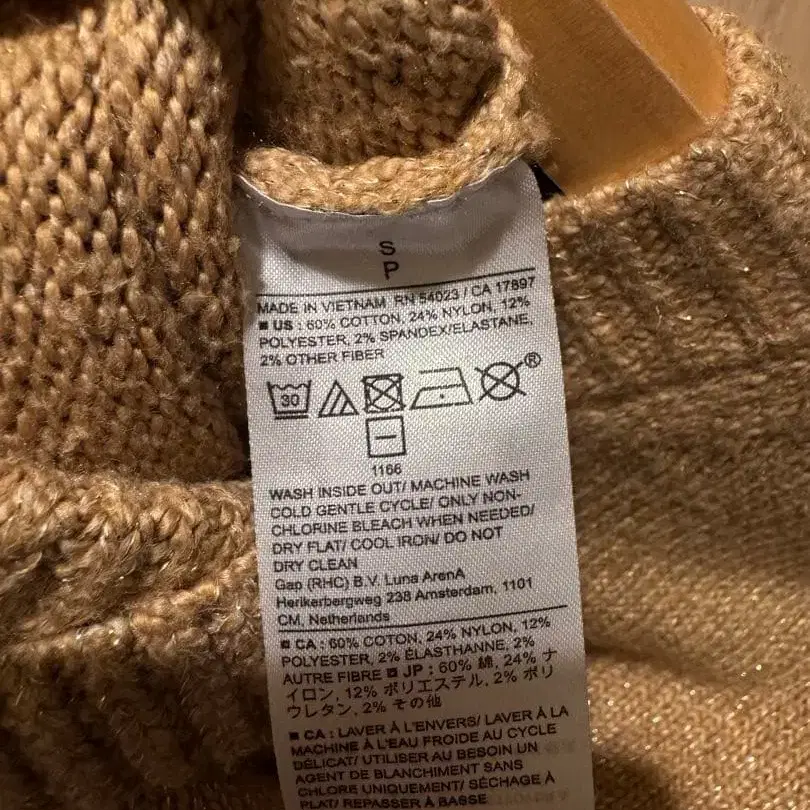 S
P
MADE IN VIETNAM RN 54023 / CA 17897
US : 60% COTTON, 24% NYLON, 12%
POLYESTER, 2% SPANDEX/ELASTANE,
2% OTHER FIBER
30
®
1166
WASH INSIDE OUT/ MACHINE WASH
COLD GENTLE CYCLE/ ONLY NON-
CHLORINE BLEACH WHEN NEEDED/
DRY FLAT/ COOL IRON/ DO NOT
DRY CLEAN
Gap (RHC) B.V. Luna ArenA
Herikerbergweg 238 Amsterdam, 1101
CM, Netherlands
CA : 60% COTON, 24% NYLON, 12%
POLYESTER, 2% ÉLASTHANNE, 2%
AUTRE FIBRE JP : 60% 綿, 24% ナ
イロン, 12% ポリエステル, 2% ポリ
ウレタン, 2% その他
CA : LAVER À L'ENVERS/ LAVER À LA
MACHINE À L'EAU FROIDE AU CYCLE
DÉLICAT/ UTILISER AU BESOIN UN
AGENT DE BLANCHIMENT SANS
CHLORE UNIQUEMENT/ SÉCHAGE À
PLAT/ REPASSER À BASSE